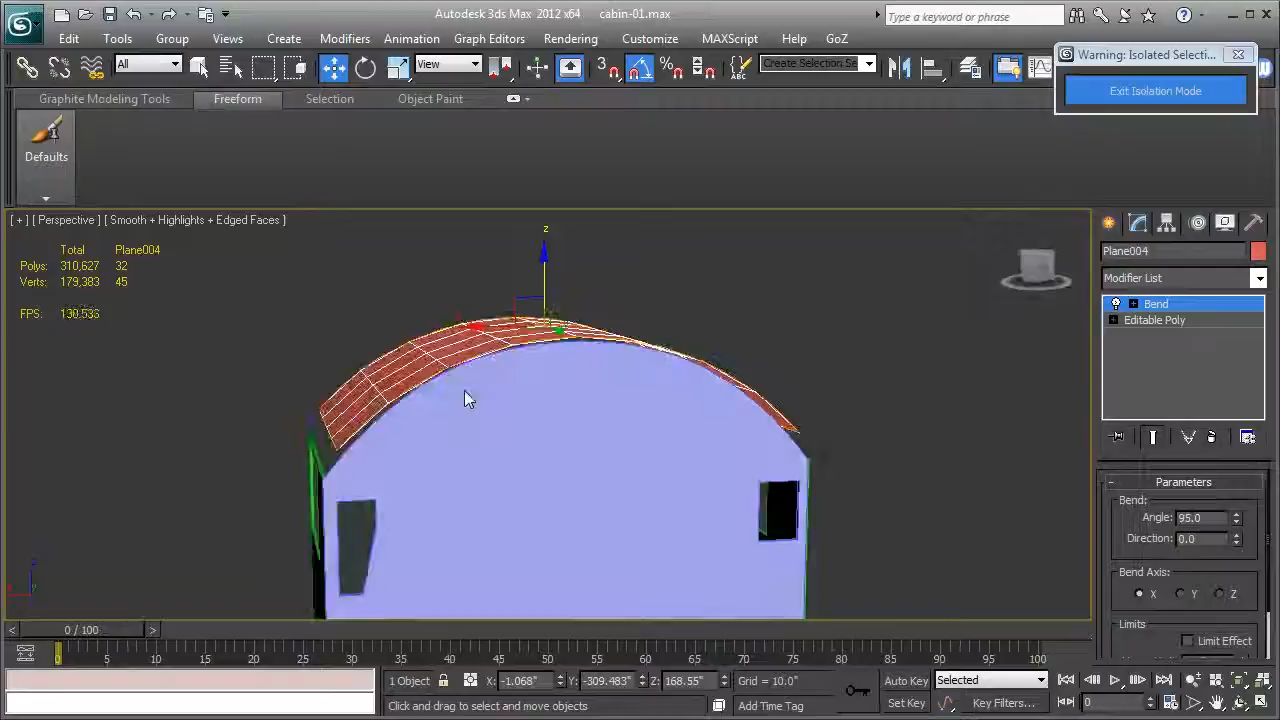 Autodesk 3ds Max 2012 x64 cabin-01.max
Type a keyword or phrase
Edit Tools Group Views Create Modifiers Animation Graph Editors Rendering Customize MAXScript Help GoZ
Warning: Isolated Selecti...
Exit Isolation Mode
All
View
3
Create Selection Se
Graphite Modeling Tools Freeform Selection Object Paint
Defaults
[ + ] [ Perspective ] [ Smooth + Highlights + Edged Faces ]
Total Plane004
Polys: 310,627 32
Verts: 179,383 45
FPS: 130.535
z
Plane004
Modifier List
Bend
Editable Poly
Parameters
Bend:
Angle: 95.0
Direction: 0.0
Bend Axis:
X Y Z
Limits
Limit Effect
0 / 100
0 5 10 15 20 25 30 35 40 45 50 55 60 65 70 75 80 85 90 95 100
1 Object X: -1.068" Y: -309.483" Z: 168.55" Grid = 10.0" Auto Key Selected
Click and drag to select and move objects Add Time Tag Set Key Key Filters... 0